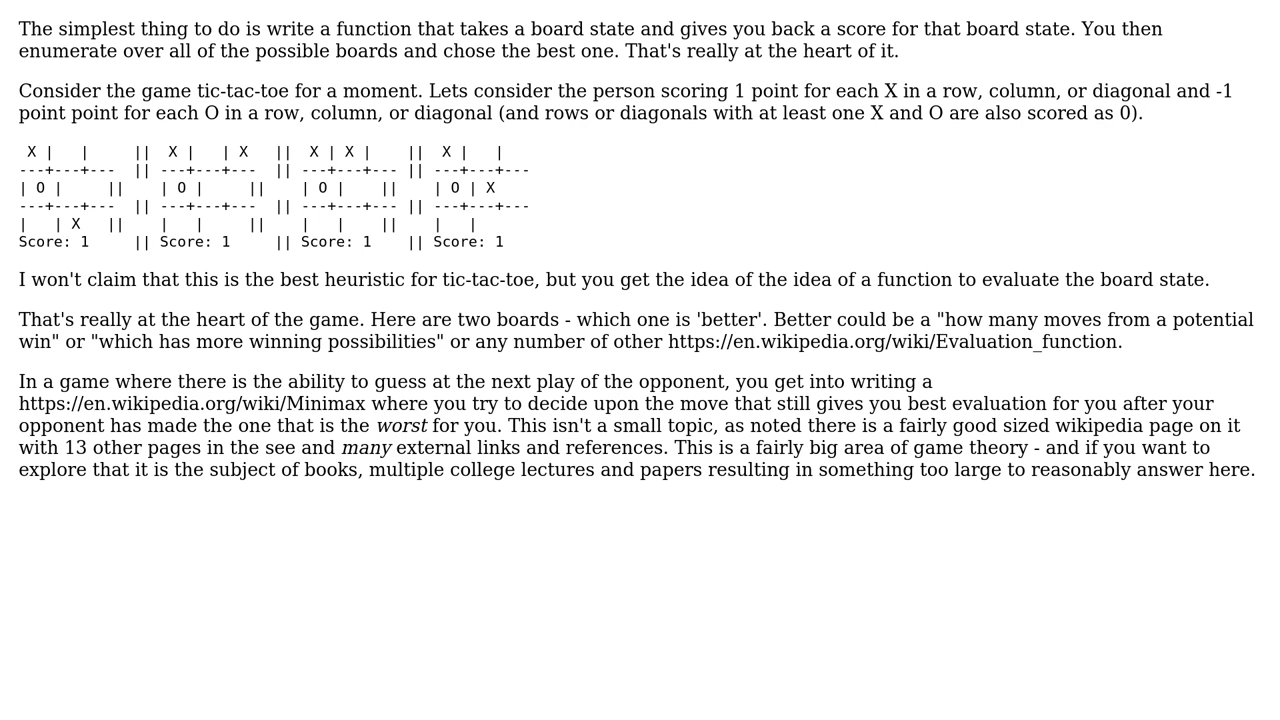 The simplest thing to do is write a function that takes a board state and gives you back a score for that board state. You then
enumerate over all of the possible boards and chose the best one. That's really at the heart of it.
Consider the game tic-tac-toe for a moment. Lets consider the person scoring 1 point for each X in a row, column, or diagonal and -1
point point for each O in a row, column, or diagonal (and rows or diagonals with at least one X and O are also scored as 0).
 X |   |     ||  X |   | X   ||  X | X |    ||  X |   |
---+---+---  || ---+---+---  || ---+---+--- || ---+---+---
| O |     ||    | O |     ||    | O |    ||    | O | X
---+---+---  || ---+---+---  || ---+---+--- || ---+---+---
|   | X   ||    |   |     ||    |   |    ||    |   |
Score: 1     || Score: 1     || Score: 1    || Score: 1
I won't claim that this is the best heuristic for tic-tac-toe, but you get the idea of the idea of a function to evaluate the board state.
That's really at the heart of the game. Here are two boards - which one is 'better'. Better could be a "how many moves from a potential
win" or "which has more winning possibilities" or any number of other https://en.wikipedia.org/wiki/Evaluation_function.
In a game where there is the ability to guess at the next play of the opponent, you get into writing a
https://en.wikipedia.org/wiki/Minimax where you try to decide upon the move that still gives you best evaluation for you after your
opponent has made the one that is the worst for you. This isn't a small topic, as noted there is a fairly good sized wikipedia page on it
with 13 other pages in the see and many external links and references. This is a fairly big area of game theory - and if you want to
explore that it is the subject of books, multiple college lectures and papers resulting in something too large to reasonably answer here.